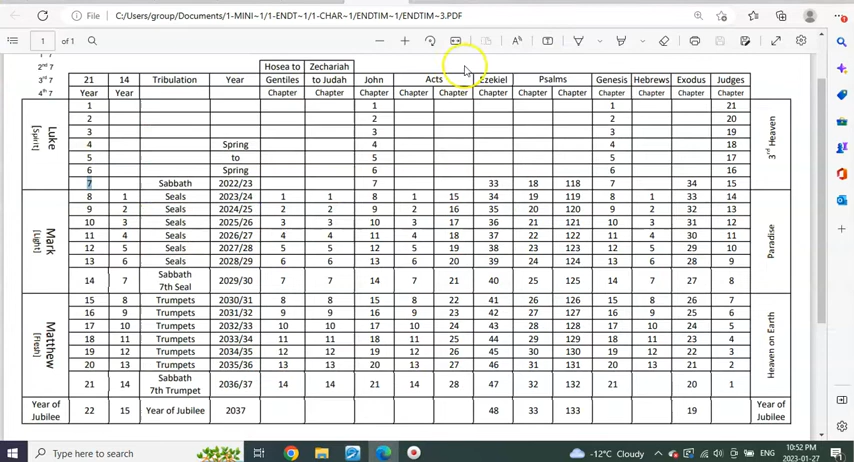 File | C:/Users/group/Documents/1-MINI~1/1-ENDT~1/1-CHAR~1/ENDTIM~1/ENDTIM~3.PDF
1 of 1
2nd 7
3rd 7
4th 7
Hosea to Zechariah
21 14 Tribulation Year Gentiles to Judah John Acts Ezekiel Psalms Genesis Hebrews Exodus Judges
Year Year Chapter Chapter Chapter Chapter Chapter Chapter Chapter Chapter Chapter Chapter Chapter Chapter
Luke [Spirit]
1 1 1 21
2 2 2 20
3 3 3 19
4 Spring 4 4 18
5 to 5 5 17
6 Spring 6 6 16
7 Sabbath 2022/23 7 33 18 118 7 34 15
3rd Heaven
Mark [Light]
8 1 Seals 2023/24 1 1 8 1 15 34 19 119 8 1 33 14
9 2 Seals 2024/25 2 2 9 2 16 35 20 120 9 2 32 13
10 3 Seals 2025/26 3 3 10 3 17 36 21 121 10 3 31 12
11 4 Seals 2026/27 4 4 11 4 18 37 22 122 11 4 30 11
12 5 Seals 2027/28 5 5 12 5 19 38 23 123 12 5 29 10
13 6 Seals 2028/29 6 6 13 6 20 39 24 124 13 6 28 9
14 7 Sabbath 7th Seal 2029/30 7 7 14 7 21 40 25 125 14 7 27 8
Paradise
Matthew [Flesh]
15 8 Trumpets 2030/31 8 8 15 8 22 41 26 126 15 8 26 7
16 9 Trumpets 2031/32 9 9 16 9 23 42 27 127 16 9 25 6
17 10 Trumpets 2032/33 10 10 17 10 24 43 28 128 17 10 24 5
18 11 Trumpets 2033/34 11 11 18 11 25 44 29 129 18 11 23 4
19 12 Trumpets 2034/35 12 12 19 12 26 45 30 130 19 12 22 3
20 13 Trumpets 2035/36 13 13 20 13 27 46 31 131 20 13 21 2
21 14 Sabbath 7th Trumpet 2036/37 14 14 21 14 28 47 32 132 21 20 1
Heaven on Earth
Year of Jubilee 22 15 Year of Jubilee 2037 48 33 133 19 Year of Jubilee
Type here to search
-12°C Cloudy
ENG
10:52 PM
2023-01-27